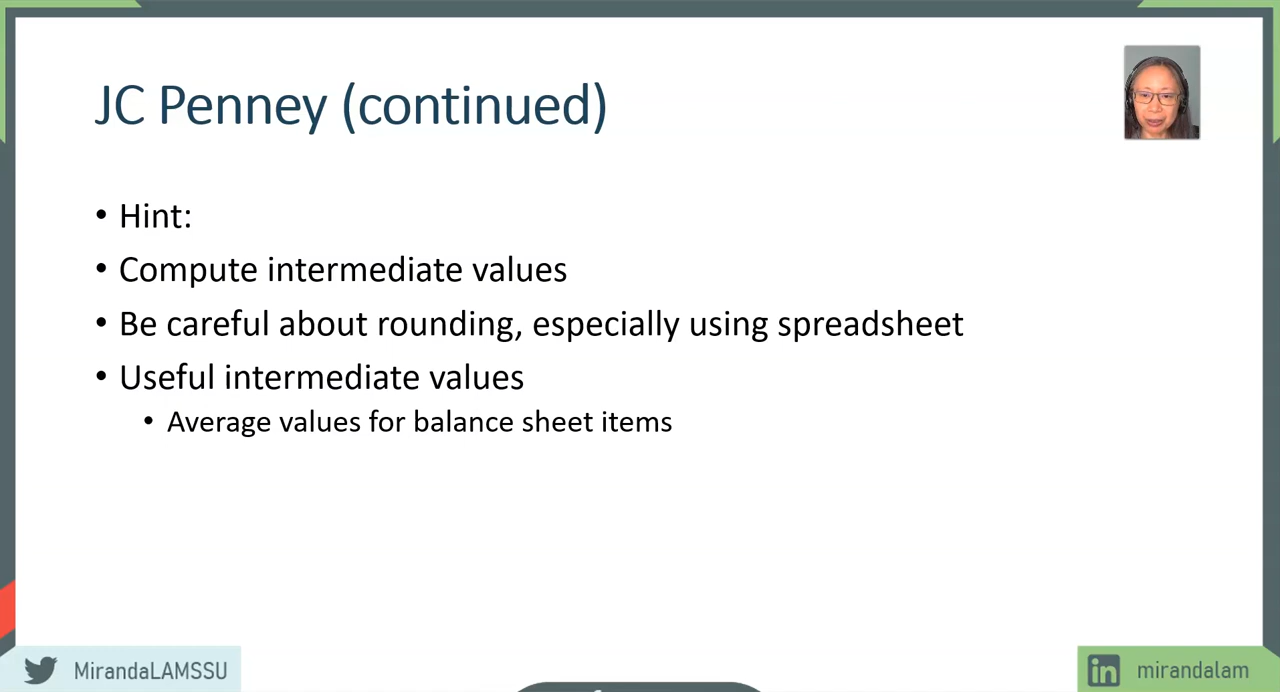 JC Penney (continued)
• Hint:
• Compute intermediate values
• Be careful about rounding, especially using spreadsheet
• Useful intermediate values
• Average values for balance sheet items
MirandaLAMSSU
in mirandalam